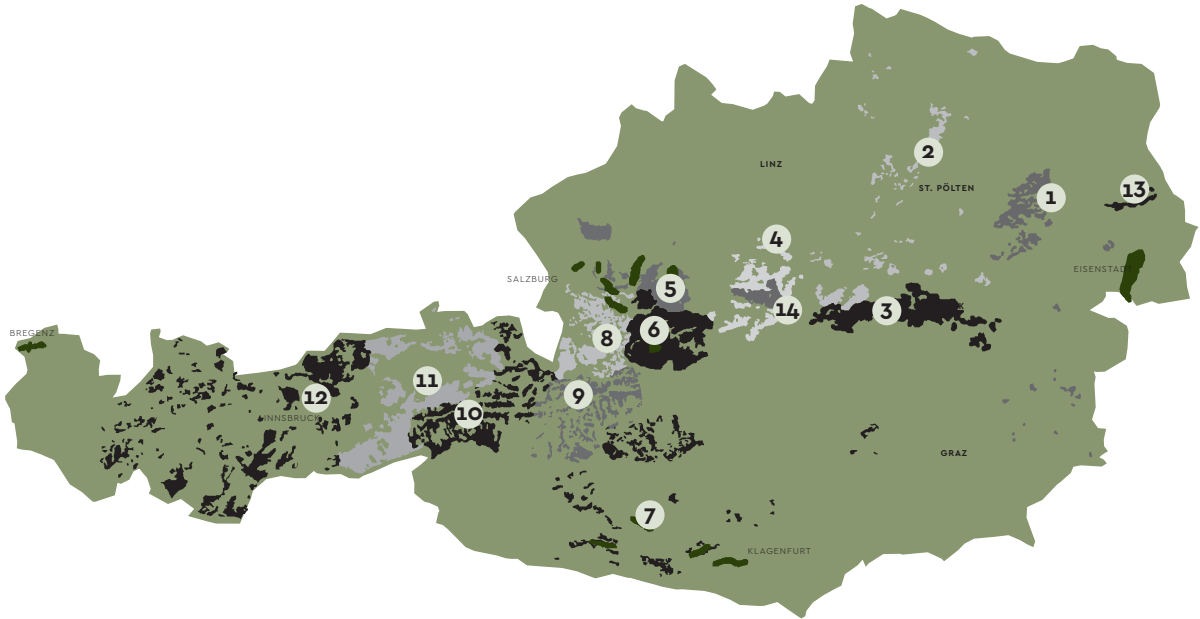 2
LINZ
ST. PÖLTEN
13
1
4
EISENSTADT
SALZBURG
5
14
3
6
8
BREGENZ
11
9
12
10
INNSBRUCK
GRAZ
7
KLAGENFURT